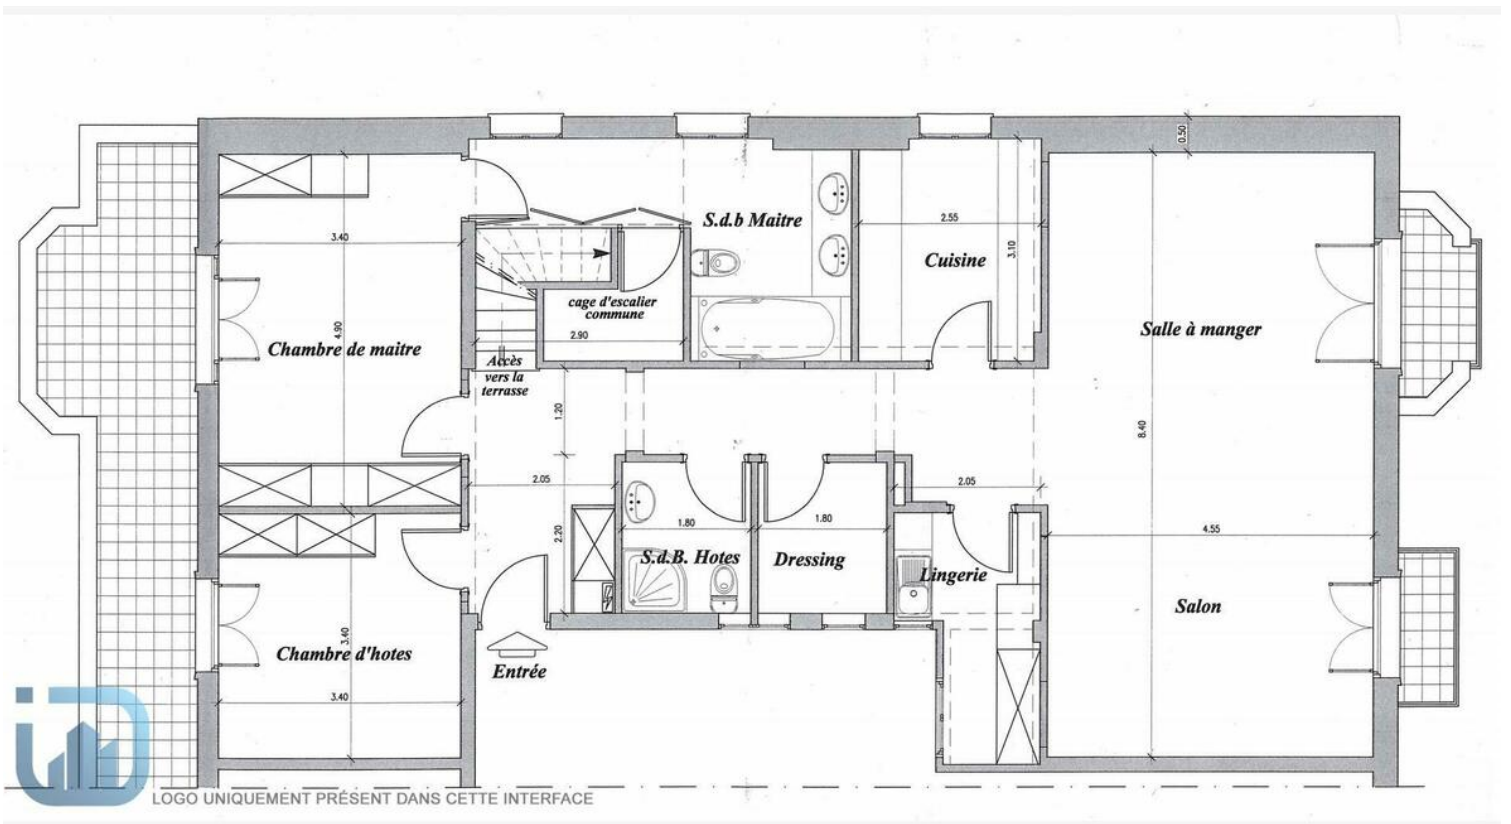 0.50
S.d.b Maitre
2.55
3.10
Cuisine
3.40
cage d'escalier
commune
2.90
4.90
Chambre de maitre
Salle à manger
Accès
vers la
terrasse
1.20
8.40
2.05
2.05
2.20
1.80
1.80
4.55
S.d.B. Hotes
Dressing
Lingerie
Salon
3.40
Chambre d'hotes
Entrée
3.40
iD
LOGO UNIQUEMENT PRÉSENT DANS CETTE INTERFACE